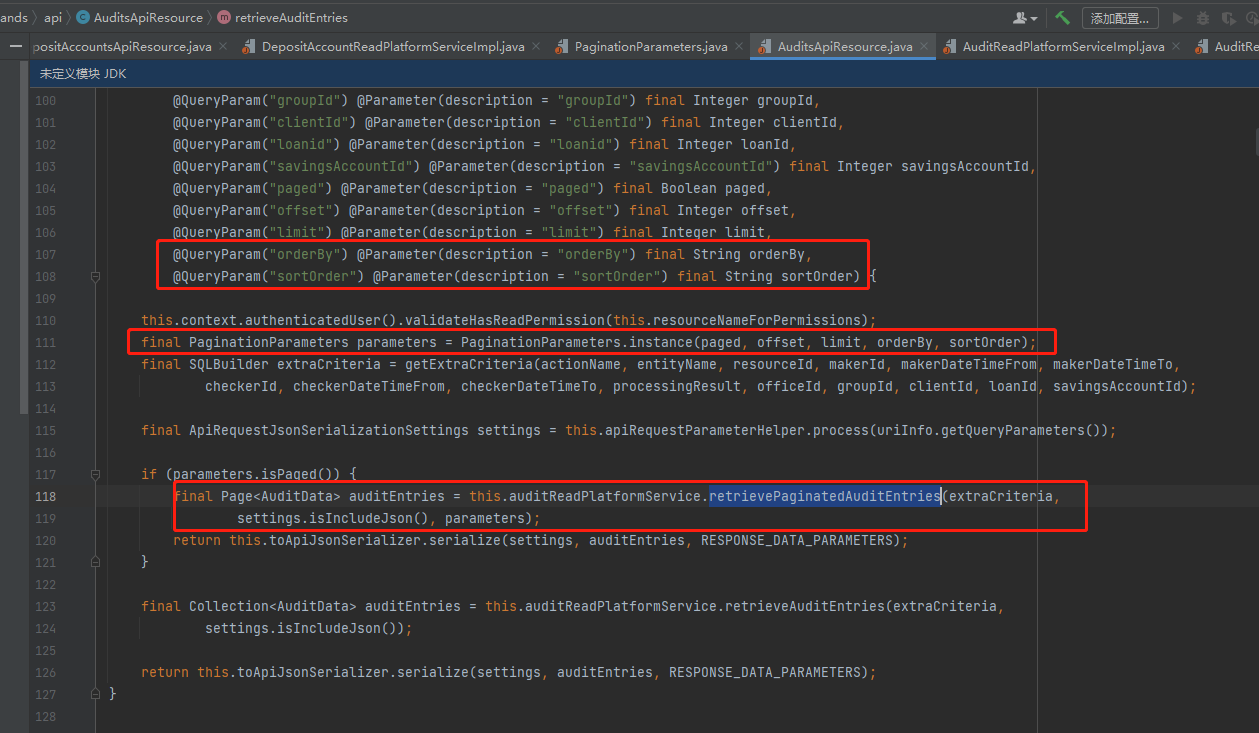 ands 〉 api 〉 C AuditsApiResource 〉 m retrieveAuditEntries 添加配置...
positAccountsApiResource.java × DepositAccountReadPlatformServiceImpl.java × PaginationParameters.java × AuditsApiResource.java × AuditReadPlatformServiceImpl.java × AuditRe
未定义模块 JDK
100 @QueryParam("groupId") @Parameter(description = "groupId") final Integer groupId,
101 @QueryParam("clientId") @Parameter(description = "clientId") final Integer clientId,
102 @QueryParam("loanid") @Parameter(description = "loanid") final Integer loanId,
103 @QueryParam("savingsAccountId") @Parameter(description = "savingsAccountId") final Integer savingsAccountId,
104 @QueryParam("paged") @Parameter(description = "paged") final Boolean paged,
105 @QueryParam("offset") @Parameter(description = "offset") final Integer offset,
106 @QueryParam("limit") @Parameter(description = "limit") final Integer limit,
107 @QueryParam("orderBy") @Parameter(description = "orderBy") final String orderBy,
108 @QueryParam("sortOrder") @Parameter(description = "sortOrder") final String sortOrder) {
109
110 this.context.authenticatedUser().validateHasReadPermission(this.resourceNameForPermissions);
111 final PaginationParameters parameters = PaginationParameters.instance(paged, offset, limit, orderBy, sortOrder);
112 final SQLBuilder extraCriteria = getExtraCriteria(actionName, entityName, resourceId, makerId, makerDateTimeFrom, makerDateTimeTo,
113 checkerId, checkerDateTimeFrom, checkerDateTimeTo, processingResult, officeId, groupId, clientId, loanId, savingsAccountId);
114
115 final ApiRequestJsonSerializationSettings settings = this.apiRequestParameterHelper.process(uriInfo.getQueryParameters());
116
117 if (parameters.isPaged()) {
118 final Page<AuditData> auditEntries = this.auditReadPlatformService.retrievePaginatedAuditEntries(extraCriteria,
119 settings.isIncludeJson(), parameters);
120 return this.toApiJsonSerializer.serialize(settings, auditEntries, RESPONSE_DATA_PARAMETERS);
121 }
122
123 final Collection<AuditData> auditEntries = this.auditReadPlatformService.retrieveAuditEntries(extraCriteria,
124 settings.isIncludeJson());
125
126 return this.toApiJsonSerializer.serialize(settings, auditEntries, RESPONSE_DATA_PARAMETERS);
127 }
128